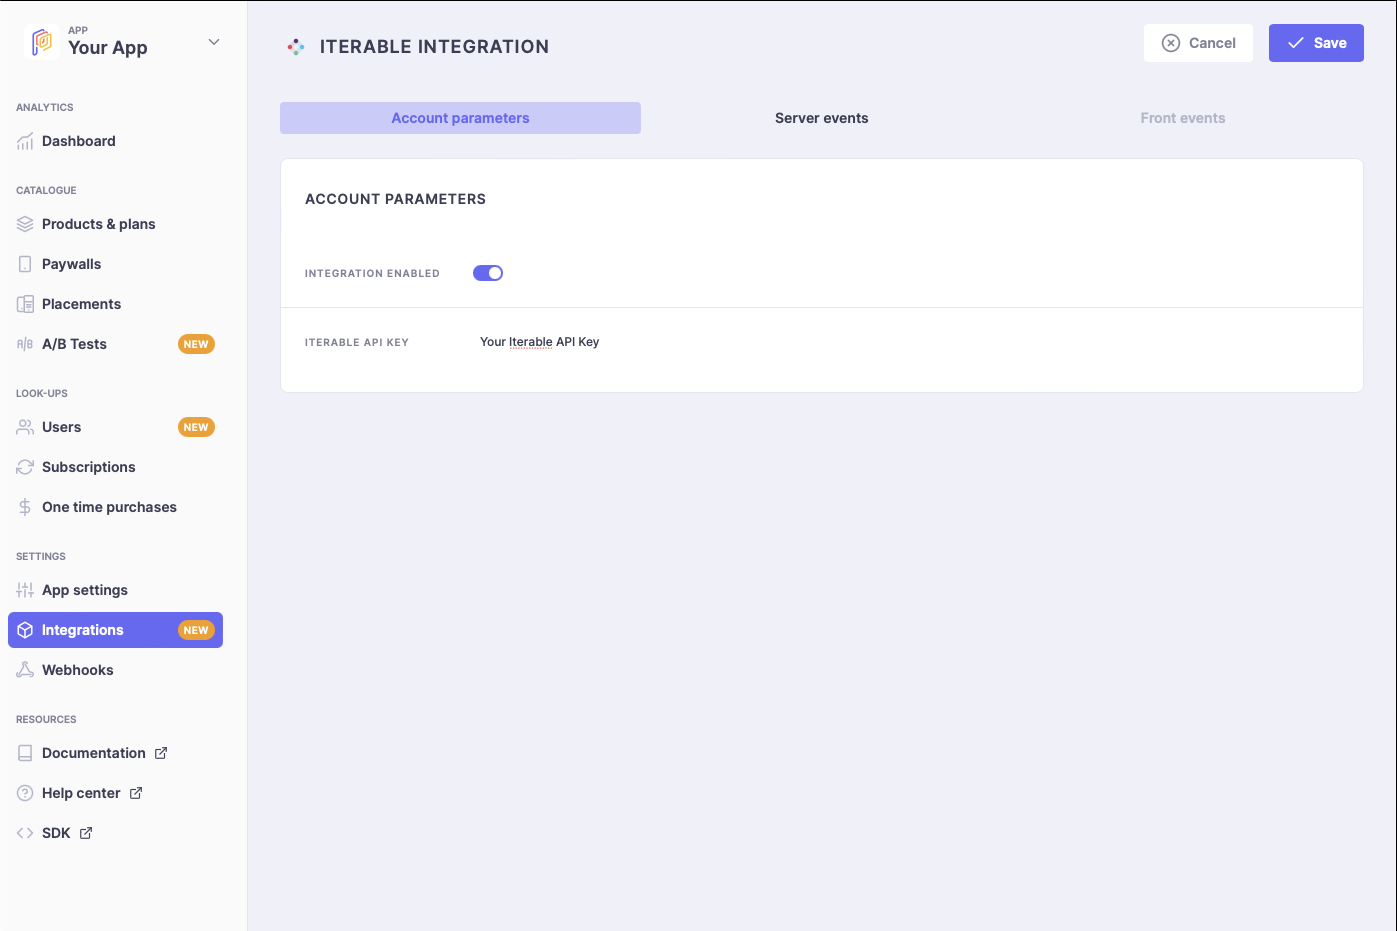 APP
Your App
ANALYTICS
Dashboard
CATALOGUE
Products & plans
Paywalls
Placements
A/B A/B Tests NEW
LOOK-UPS
Users NEW
Subscriptions
One time purchases
SETTINGS
App settings
Integrations NEW
Webhooks
RESOURCES
Documentation
Help center
SDK
ITERABLE INTEGRATION
Cancel
Save
Account parameters
Server events
Front events
ACCOUNT PARAMETERS
INTEGRATION ENABLED
ITERABLE API KEY Your Iterable API Key